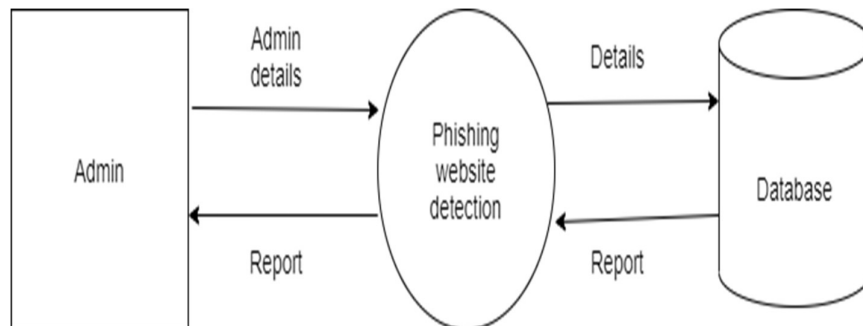 Admin
details
Details
Admin
Phishing
website
detection
Database
Report
Report